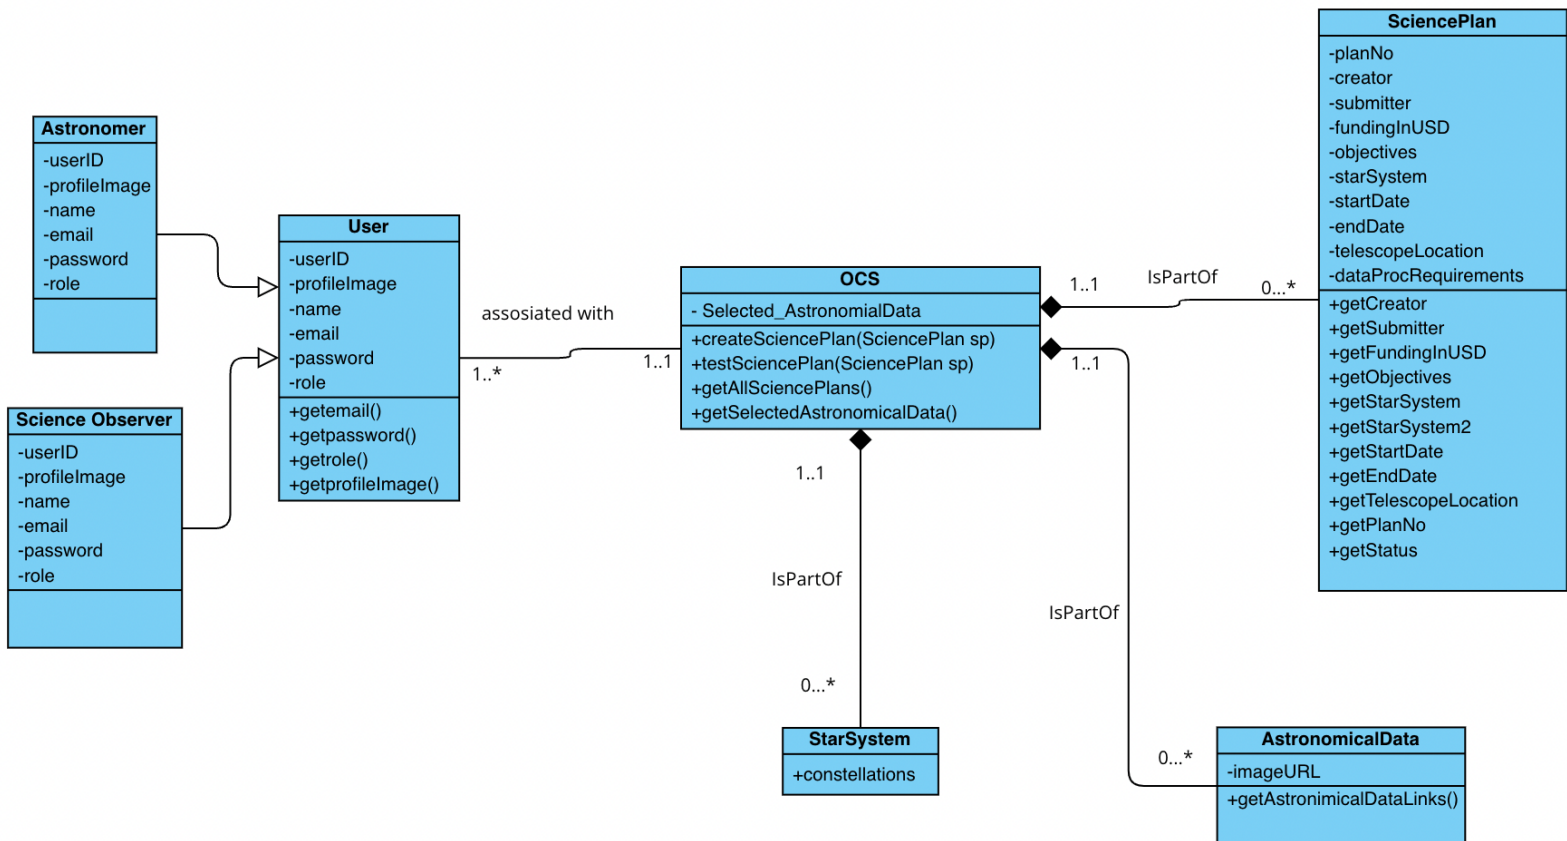 Astronomer
-userID
-profileImage
-name
-email
-password
-role
Science Observer
-userID
-profileImage
-name
-email
-password
-role
User
-userID
-profileImage
-name
-email
-password
-role
+getemail()
+getpassword()
+getrole()
+getprofileImage()
assosiated with
1..*
1..1
OCS
- Selected_AstronomialData
+createSciencePlan(SciencePlan sp)
+testSciencePlan(SciencePlan sp)
+getAllSciencePlans()
+getSelectedAstronomicalData()
1..1
IsPartOf
0...*
1..1
1..1
IsPartOf
0...*
StarSystem
+constellations
IsPartOf
0...*
SciencePlan
-planNo
-creator
-submitter
-fundingInUSD
-objectives
-starSystem
-startDate
-endDate
-telescopeLocation
-dataProcRequirements
+getCreator
+getSubmitter
+getFundingInUSD
+getObjectives
+getStarSystem
+getStarSystem2
+getStartDate
+getEndDate
+getTelescopeLocation
+getPlanNo
+getStatus
AstronomicalData
-imageURL
+getAstronimicalDataLinks()